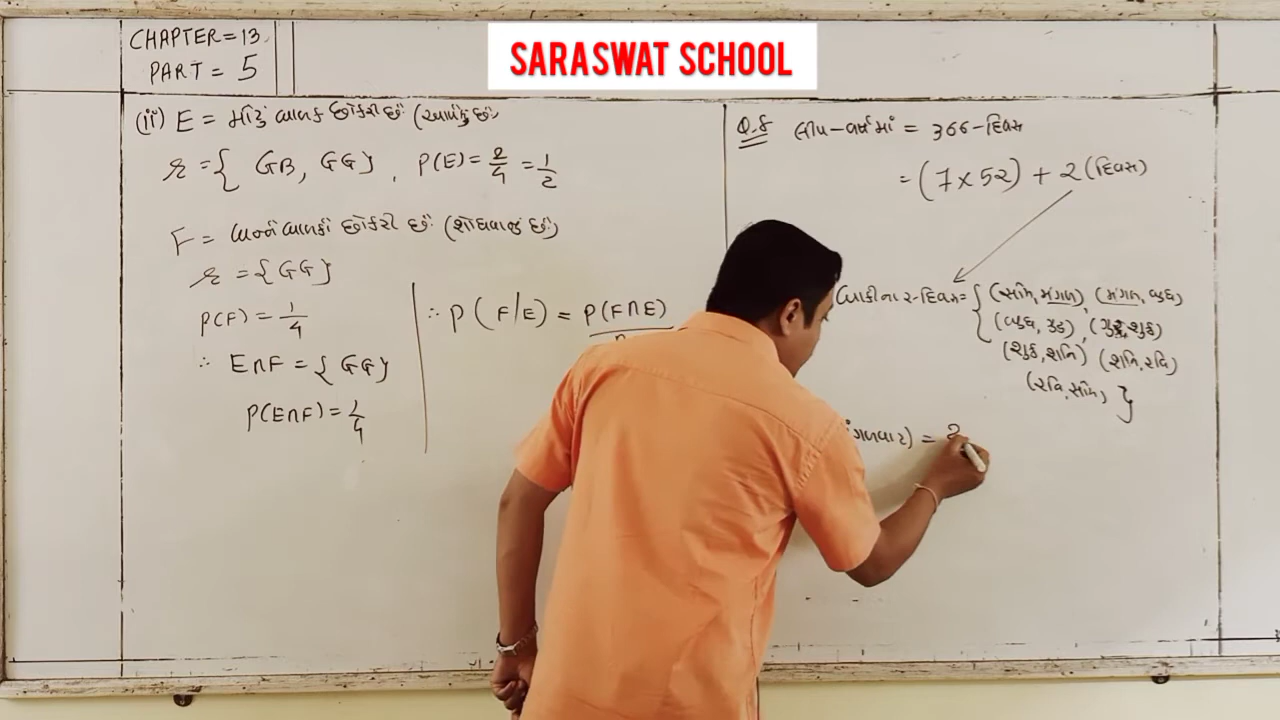 CHAPTER = 13
PART = 5
SARASWAT SCHOOL
(ii) E = મોટું બાળક છોકરી છે. (આપેલું છે)
r = { GB, GG }, P(E) = 2/4 = 1/2
F = બાળકો છોકરી છે. (શોધવાનું છે)
r = {GG}
P(F) = 1/4
∴ E∩F = {GG}
P(E∩F) = 1/4
∴ P(F/E) = P(F∩E)
Q.8 લીપ-વર્ષમાં = 366-દિવસ
= (7×52) + 2 (દિવસ)
બાકીના ૨-દિવસ = { (સોમ, મંગળ), (મંગળ, બુધ)
(બુધ, ગુરુ), (ગુરુ, શુક્ર)
(શુક્ર, શનિ) (શનિ, રવિ)
(રવિ, સોમ) }
મંગળવાર) = 2